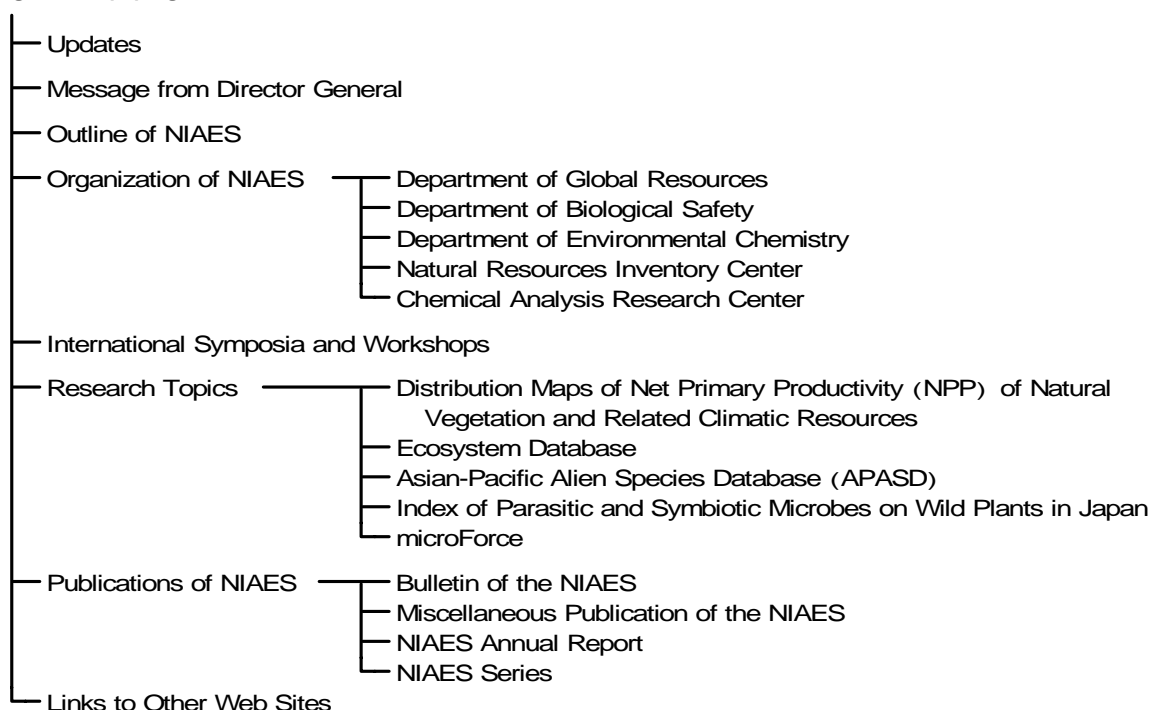 Updates
Message from Director General
Outline of NIAES
Organization of NIAES
Department of Global Resources
Department of Biological Safety
Department of Environmental Chemistry
Natural Resources Inventory Center
Chemical Analysis Research Center
International Symposia and Workshops
Research Topics
Distribution Maps of Net Primary Productivity (NPP) of Natural
Vegetation and Related Climatic Resources
Ecosystem Database
Asian-Pacific Alien Species Database (APASD)
Index of Parasitic and Symbiotic Microbes on Wild Plants in Japan
microForce
Publications of NIAES
Bulletin of the NIAES
Miscellaneous Publication of the NIAES
NIAES Annual Report
NIAES Series
Links to Other Web Sites